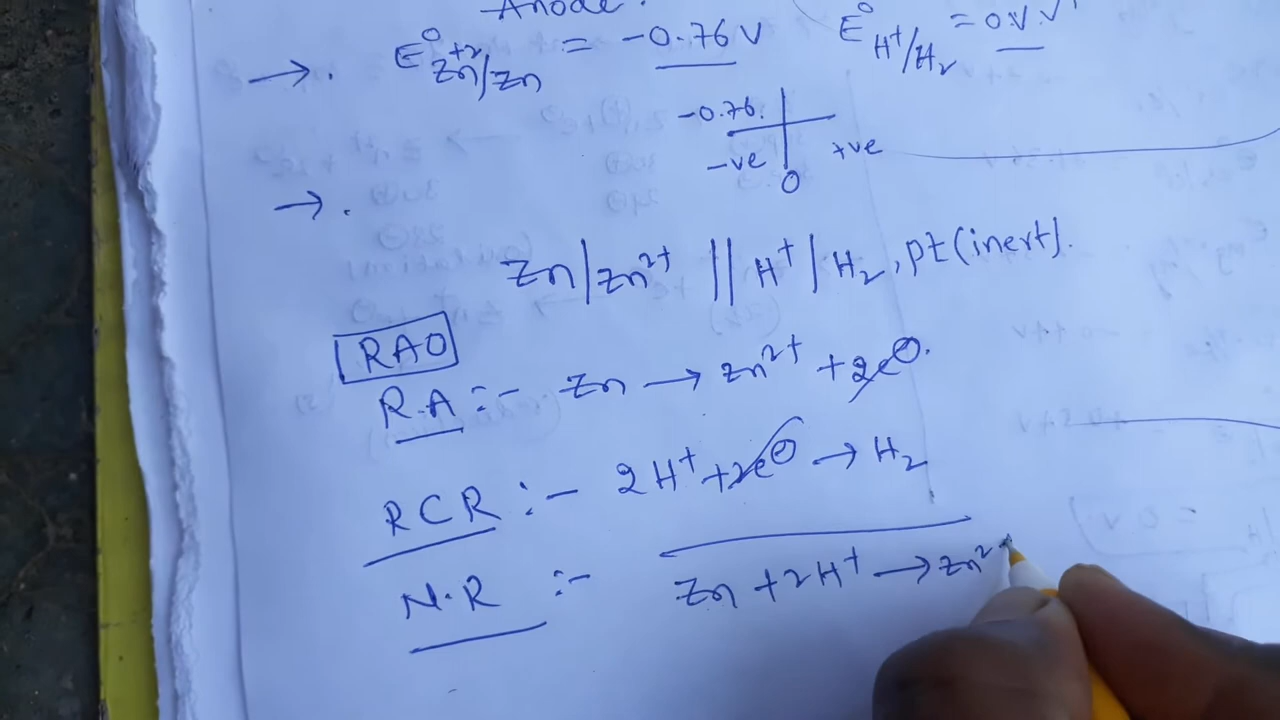 Anode.
→. E° Zn+2/Zn = -0.76 V E° H+/H2 = 0.V V
-0.76.
-ve +ve
0
→.
Zn/Zn2+ || H+ / H2, pt (inert).
RAO
R.A :- Zn → Zn2+ + 2e⊖.
RCR :- 2H+ + 2e⊖ → H2
N.R :- Zn + 2H+ → Zn2+